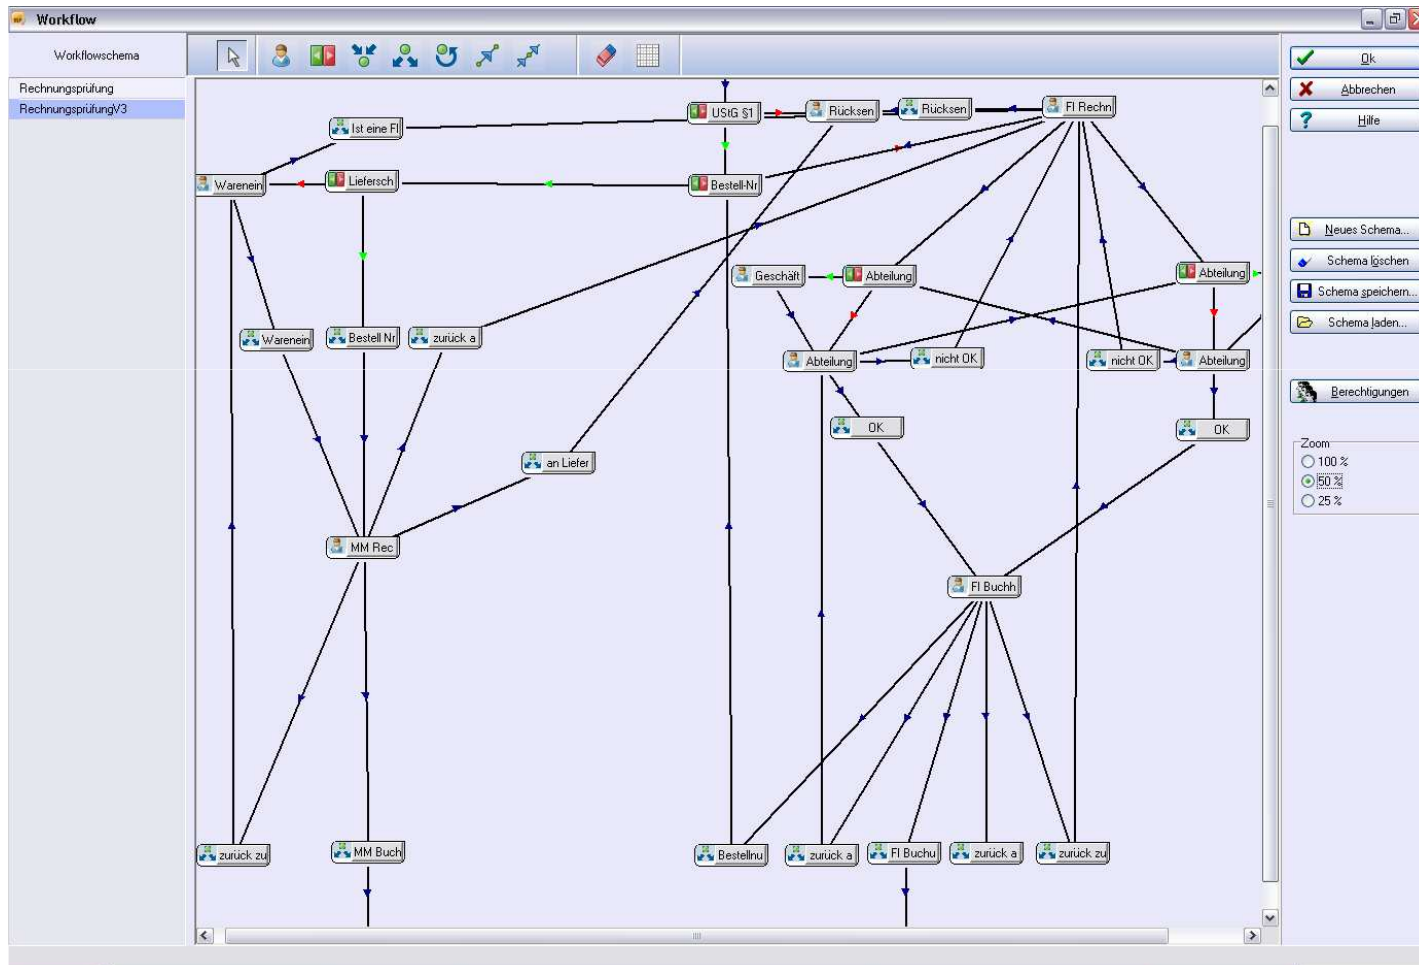 Workflow
Workflowschema
Rechnungsprüfung
RechnungsprüfungV3
UStG §1
Rücksen
Rücksen
FI Rechn
Ist eine FI
Warenein
Liefersch
Bestell-Nr
Geschäft
Abteilung
Abteilung
Warenein
Bestell Nr
zurück a
Abteilung
nicht OK
nicht OK
Abteilung
OK
OK
an Liefer
MM Rec
FI Buchh
zurück zu
MM Buch
Bestellnu
zurück a
FI Buchu
zurück a
zurück zu
Ok
Abbrechen
Hilfe
Neues Schema...
Schema löschen
Schema speichern...
Schema laden...
Berechtigungen
Zoom
100 %
50 %
25 %